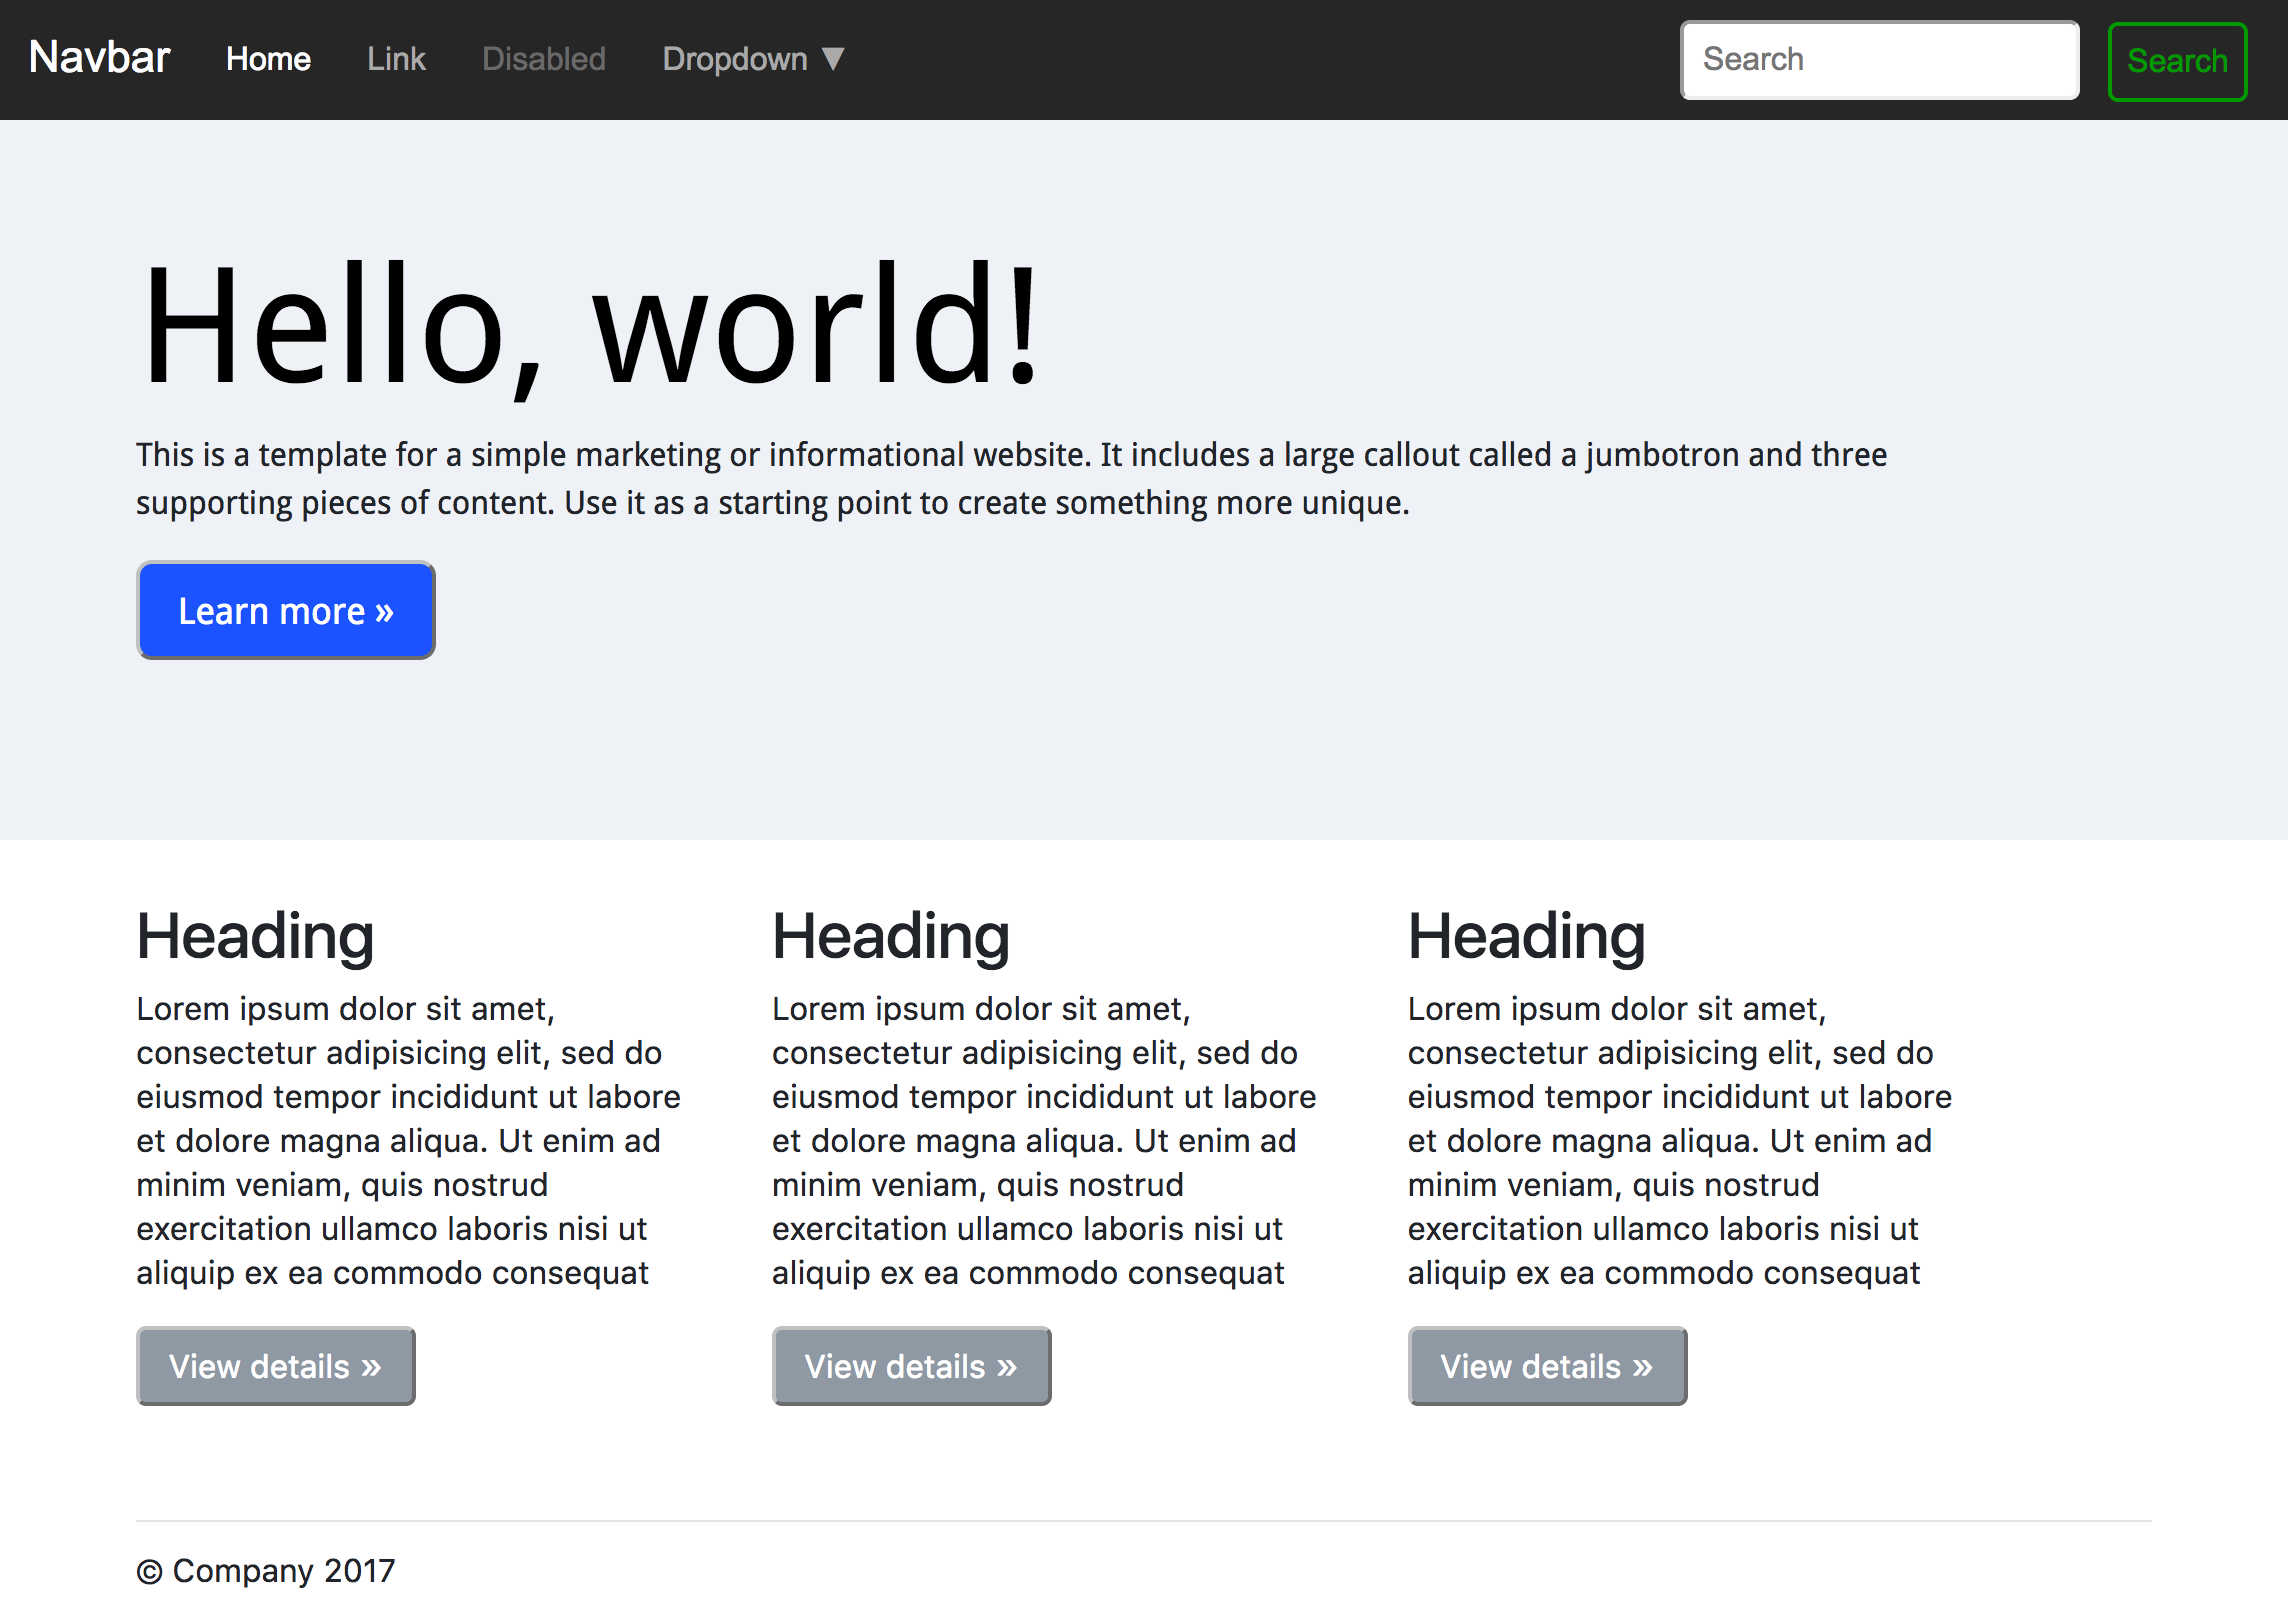 Navbar Home Link Disabled Dropdown ▼ Search Search
Hello, world!
This is a template for a simple marketing or informational website. It includes a large callout called a jumbotron and three
supporting pieces of content. Use it as a starting point to create something more unique.
Learn more »
Heading
Lorem ipsum dolor sit amet,
consectetur adipisicing elit, sed do
eiusmod tempor incididunt ut labore
et dolore magna aliqua. Ut enim ad
minim veniam, quis nostrud
exercitation ullamco laboris nisi ut
aliquip ex ea commodo consequat
View details »
Heading
Lorem ipsum dolor sit amet,
consectetur adipisicing elit, sed do
eiusmod tempor incididunt ut labore
et dolore magna aliqua. Ut enim ad
minim veniam, quis nostrud
exercitation ullamco laboris nisi ut
aliquip ex ea commodo consequat
View details »
Heading
Lorem ipsum dolor sit amet,
consectetur adipisicing elit, sed do
eiusmod tempor incididunt ut labore
et dolore magna aliqua. Ut enim ad
minim veniam, quis nostrud
exercitation ullamco laboris nisi ut
aliquip ex ea commodo consequat
View details »
© Company 2017